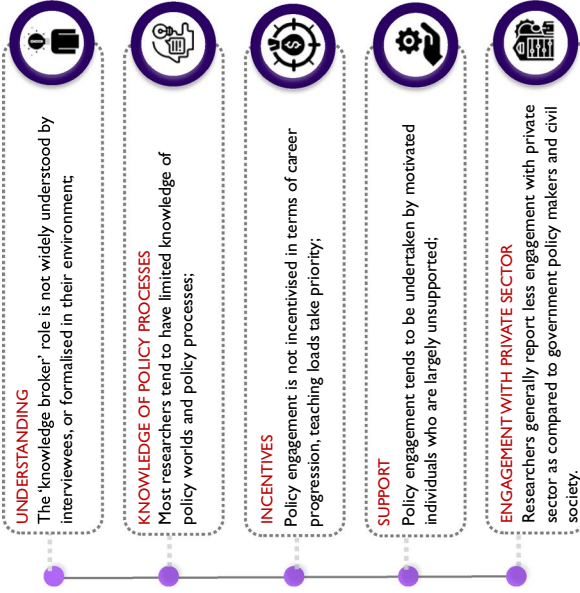 UNDERSTANDING
The ‘knowledge broker’ role is not widely understood by
interviewees, or formalised in their environment;
KNOWLEDGE OF POLICY PROCESSES
Most researchers tend to have limited knowledge of
policy worlds and policy processes;
INCENTIVES
Policy engagement is not incentivised in terms of career
progression, teaching loads take priority;
SUPPORT
Policy engagement tends to be undertaken by motivated
individuals who are largely unsupported;
ENGAGEMENT WITH PRIVATE SECTOR
Researchers generally report less engagement with private
sector as compared to government policy makers and civil
society.